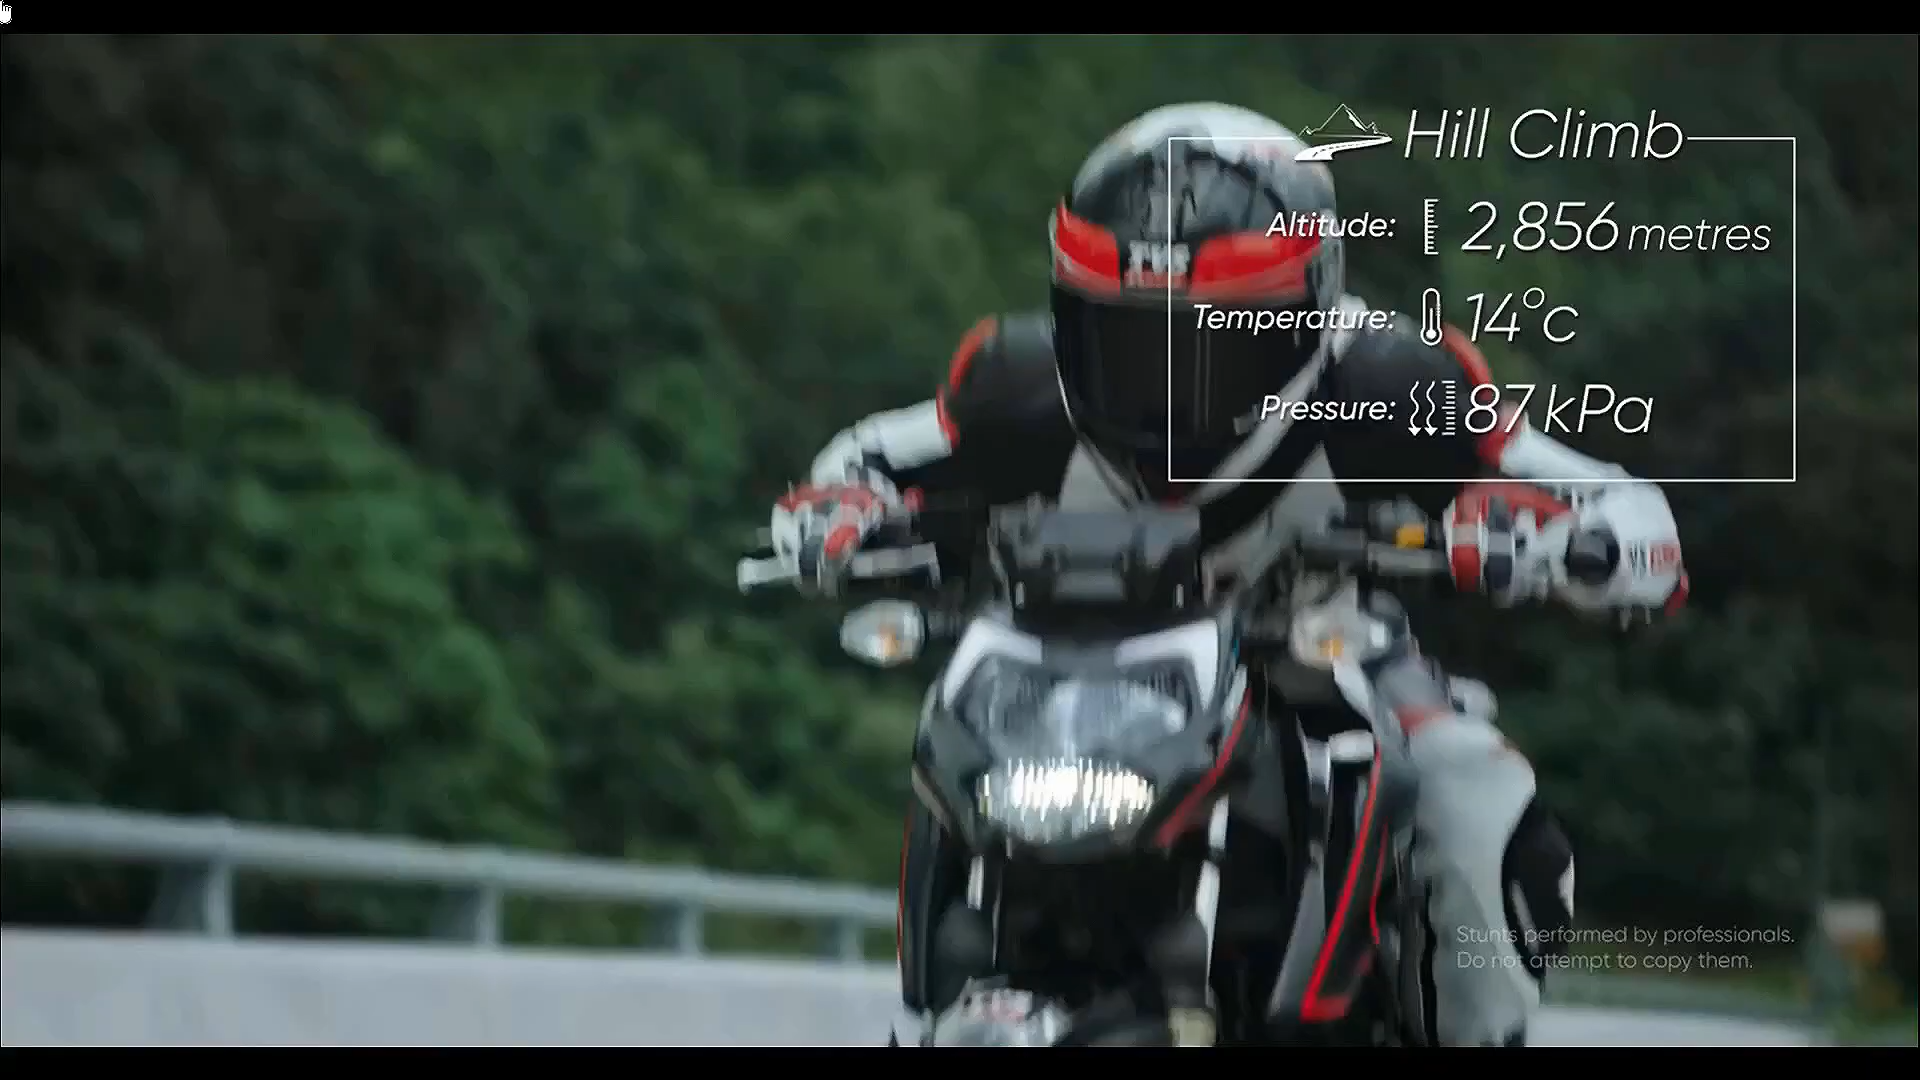 Hill Climb
Altitude: 2,856 metres
Temperature: 14°c
Pressure: 87 kPa
TVS
Stunts performed by professionals.
Do not attempt to copy them.